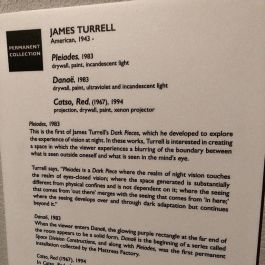 PERMANENT
COLLECTION
JAMES TURRELL
American, 1943 -
Pleiades, 1983
drywall, paint, incandescent light
Danaë, 1983
drywall, paint, ultraviolet and incandescent light
Catso, Red, (1967), 1994
projection, drywall, paint, xenon projector
Pleiades, 1983
This is the first of James Turrell's Dark Pieces, which he developed to explore
the experience of vision at night. In these works, Turrell is interested in creating
a space in which the viewer experiences a blurring of the boundary between
what is seen outside oneself and what is seen in the mind's eye.
Turrell says, "Pleiades is a Dark Piece where the realm of night vision touches
the realm of eyes-closed vision; where the space generated is substantially
different from physical confines and is not dependent on it; where the seeing
that comes from 'out there' merges with the seeing that comes from 'in here;'
where the seeing develops over and through dark adaptation but continues
beyond it."
Danaë, 1983
When the viewer enters Danaë, the glowing purple rectangle at the far end of
the room appears to be a solid form. Danaë is the beginning of a series called
Space Division Constructions, and along with Pleiades, was the first permanent
installation collected by the Mattress Factory.
Catso, Red (1967), 1994
In Catso, Red,